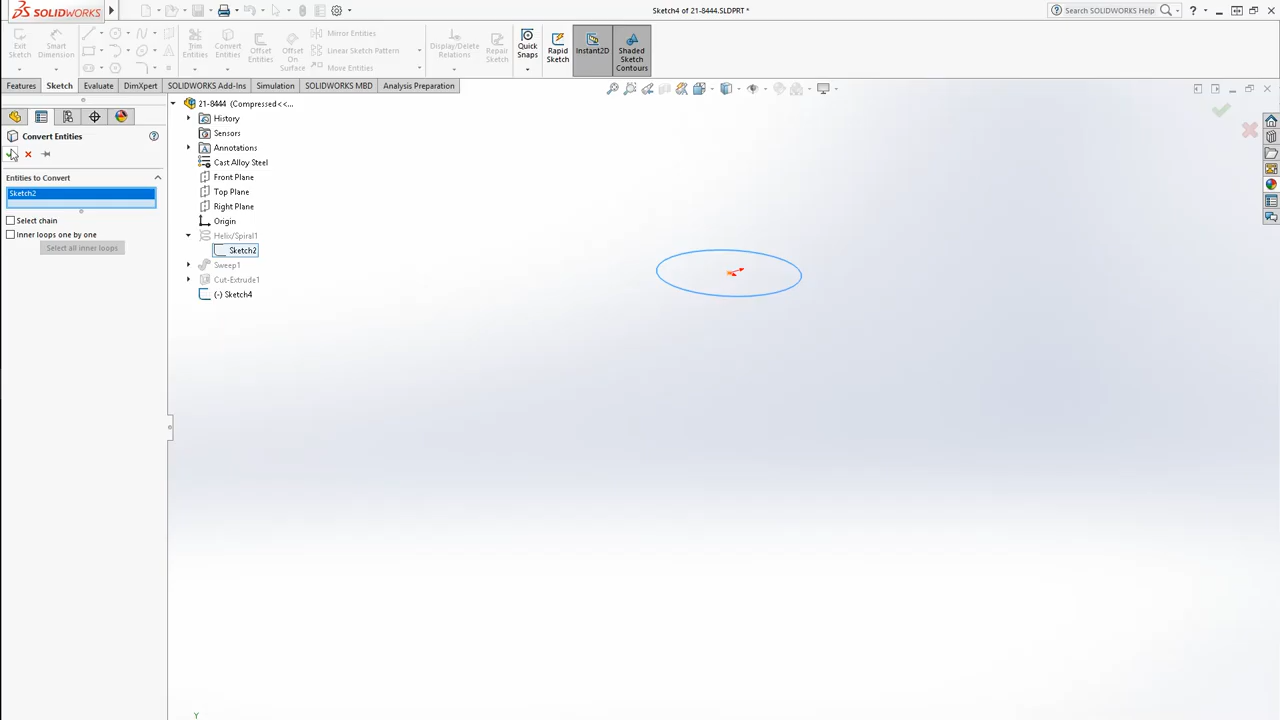 SOLIDWORKS
Sketch4 of 21-8444.SLDPRT *
Search SOLIDWORKS Help
Exit Sketch
Smart Dimension
Trim Entities
Convert Entities
Offset Entities
Offset On Surface
Mirror Entities
Linear Sketch Pattern
Move Entities
Display/Delete Relations
Repair Sketch
Quick Snaps
Rapid Sketch
Instant2D
Shaded Sketch Contours
Features
Sketch
Evaluate
DimXpert
SOLIDWORKS Add-Ins
Simulation
SOLIDWORKS MBD
Analysis Preparation
Convert Entities
Entities to Convert
Sketch2
Select chain
Inner loops one by one
Select all inner loops
21-8444 (Compressed<<...
History
Sensors
Annotations
Cast Alloy Steel
Front Plane
Top Plane
Right Plane
Origin
Helix/Spiral1
Sketch2
Sweep1
Cut-Extrude1
(-) Sketch4
Y